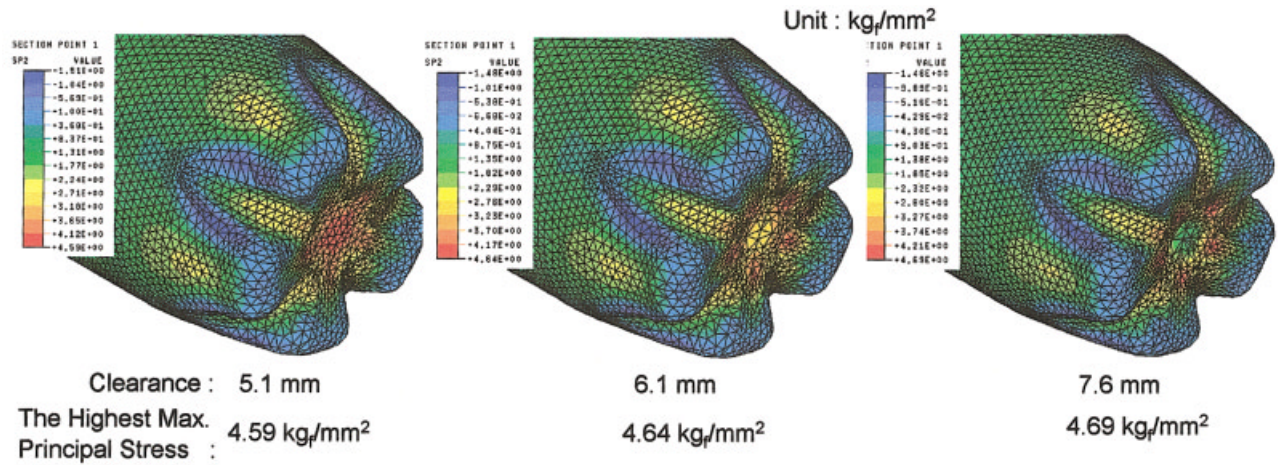 Unit : kgf/mm²
SECTION POINT 1
SP2 VALUE
-1.04E+00
-5.69E-01
-1.00E-01
+3.68E-01
+8.37E-01
+1.31E+00
+1.77E+00
+2.24E+00
+2.71E+00
+3.18E+00
+3.65E+00
+4.12E+00
+4.59E+00
SECTION POINT 1
SP2 VALUE
-1.48E+00
-1.01E+00
-5.38E-01
-6.68E-02
+4.04E-01
+8.75E-01
+1.35E+00
+1.82E+00
+2.29E+00
+2.76E+00
+3.23E+00
+3.70E+00
+4.17E+00
+4.64E+00
TION POINT 1
VALUE
-1.46E+00
-5.16E-01
-4.29E-02
+4.30E-01
+9.03E-01
+1.38E+00
+1.85E+00
+2.32E+00
+2.80E+00
+3.27E+00
+3.74E+00
+4.21E+00
+4.69E+00
Clearance : 5.1 mm 6.1 mm 7.6 mm
The Highest Max.
Principal Stress : 4.59 kgf/mm² 4.64 kgf/mm² 4.69 kgf/mm²